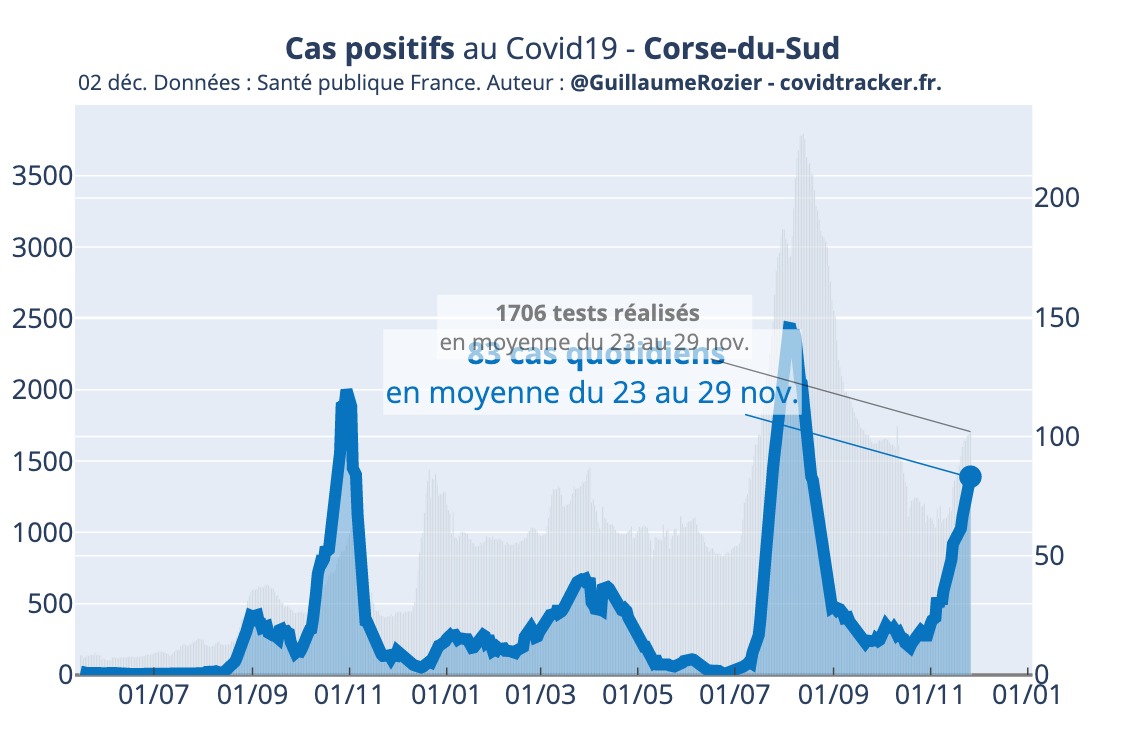 Cas positifs au Covid19 - Corse-du-Sud
02 déc. Données : Santé publique France. Auteur : @GuillaumeRozier - covidtracker.fr.
3500
3000
2500
2000
1500
1000
500
0
200
150
100
50
0
1706 tests réalisés
en moyenne du 23 au 29 nov.
83 cas quotidiens
en moyenne du 23 au 29 nov.
01/07 01/09 01/11 01/01 01/03 01/05 01/07 01/09 01/11 01/01